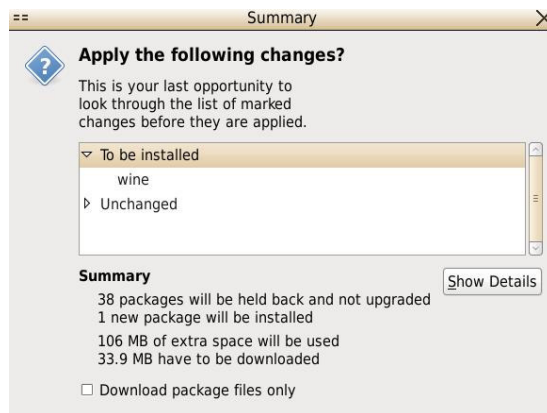 Summary
Apply the following changes?
This is your last opportunity to
look through the list of marked
changes before they are applied.
To be installed
wine
Unchanged
Summary
Show Details
38 packages will be held back and not upgraded
1 new package will be installed
106 MB of extra space will be used
33.9 MB have to be downloaded
Download package files only